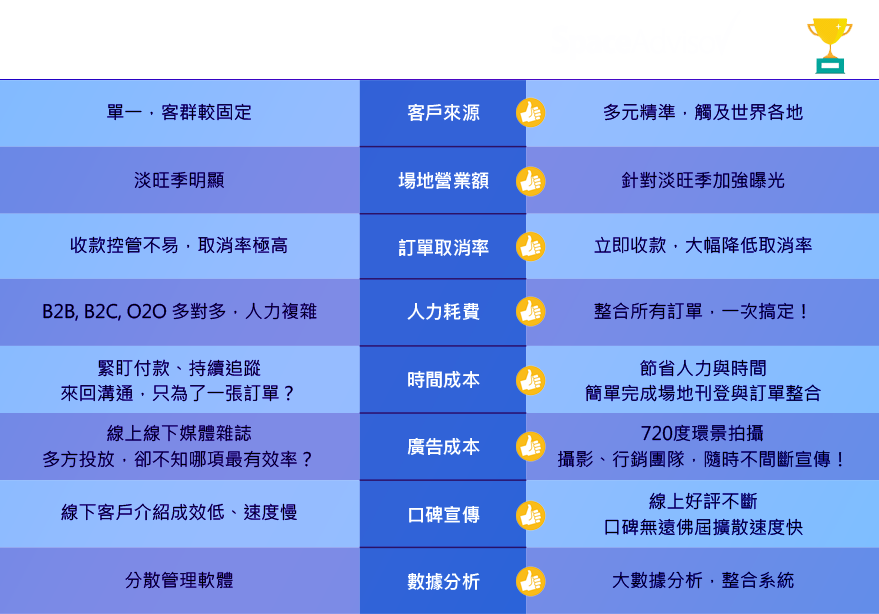 單一，客群較固定
客戶來源
多元精準，觸及世界各地
淡旺季明顯
場地營業額
針對淡旺季加強曝光
收款控管不易，取消率極高
訂單取消率
立即收款，大幅降低取消率
B2B, B2C, O2O 多對多，人力複雜
人力耗費
整合所有訂單，一次搞定！
緊盯付款、持續追蹤
來回溝通，只為了一張訂單？
時間成本
節省人力與時間
簡單完成場地刊登與訂單整合
線上線下媒體雜誌
多方投放，卻不知哪項最有效率？
廣告成本
720度環景拍攝
攝影、行銷團隊，隨時不間斷宣傳！
線下客戶介紹成效低、速度慢
口碑宣傳
線上好評不斷
口碑無遠佛屆擴散速度快
分散管理軟體
數據分析
大數據分析，整合系統